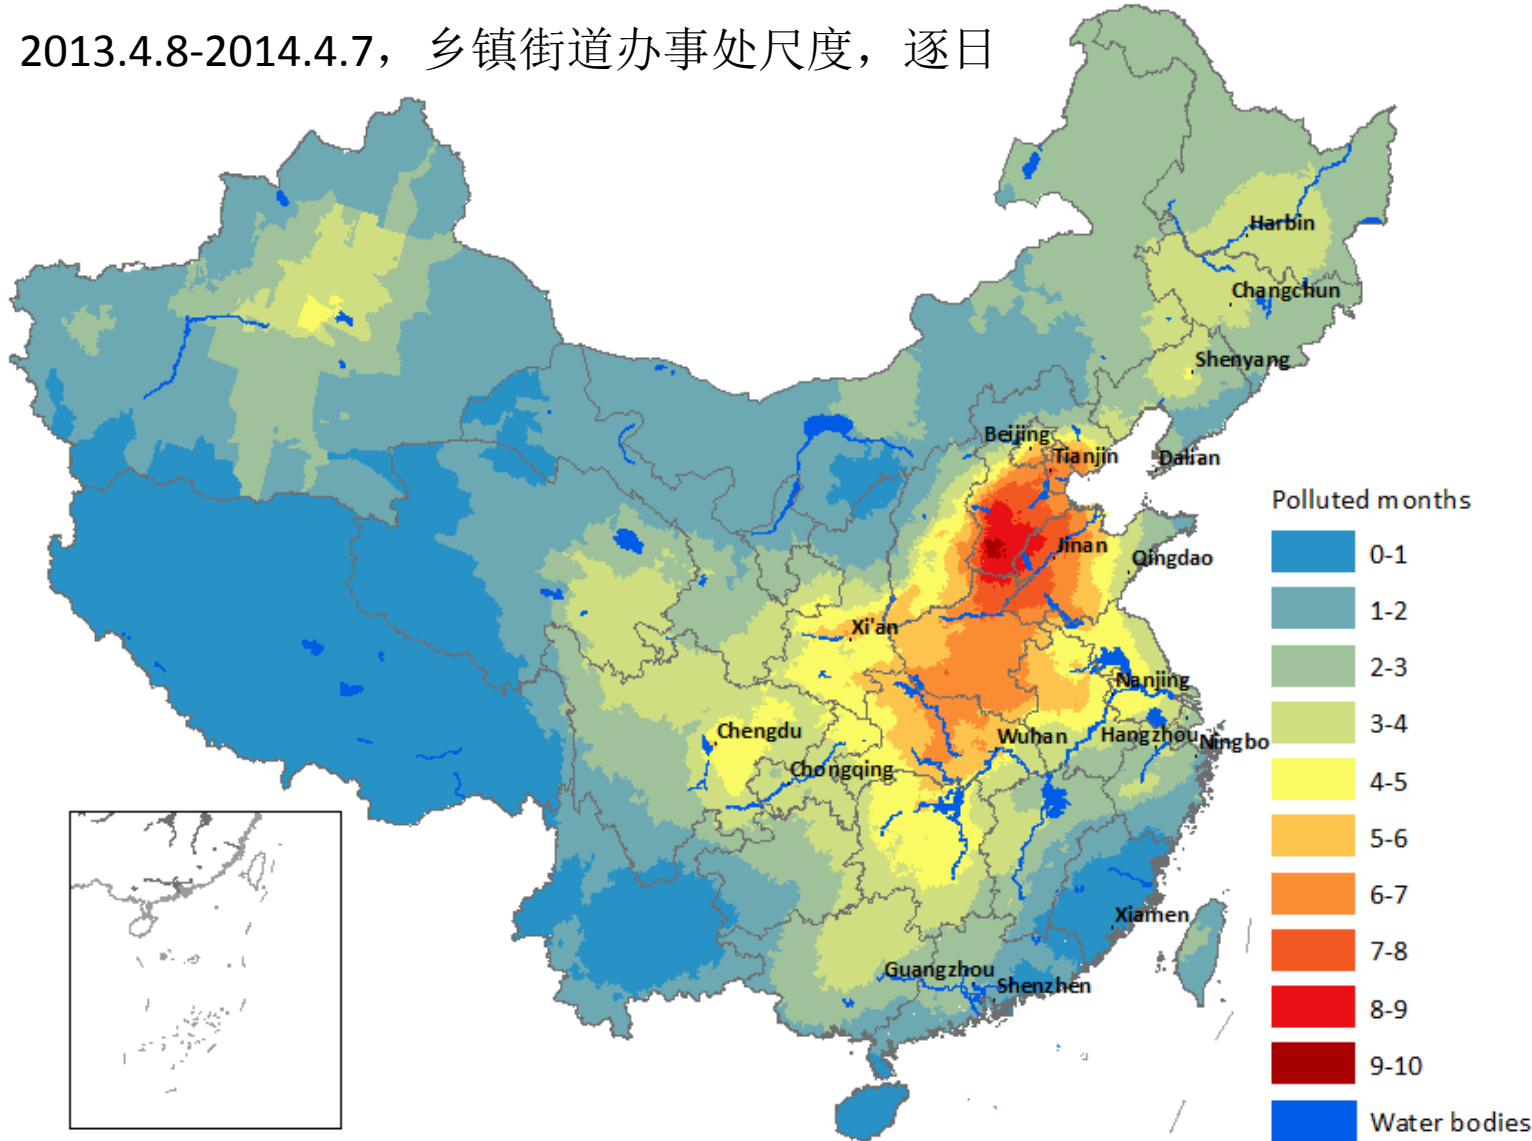 2013.4.8-2014.4.7，乡镇街道办事处尺度，逐日
Harbin
Changchun
Shenyang
Beijing
Tianjin
Dalian
Jinan
Qingdao
Xi'an
Nanjing
Chengdu
Wuhan
Hangzhou
Ningbo
Chongqing
Xiamen
Guangzhou
Shenzhen
Polluted months
0-1
1-2
2-3
3-4
4-5
5-6
6-7
7-8
8-9
9-10
Water bodies